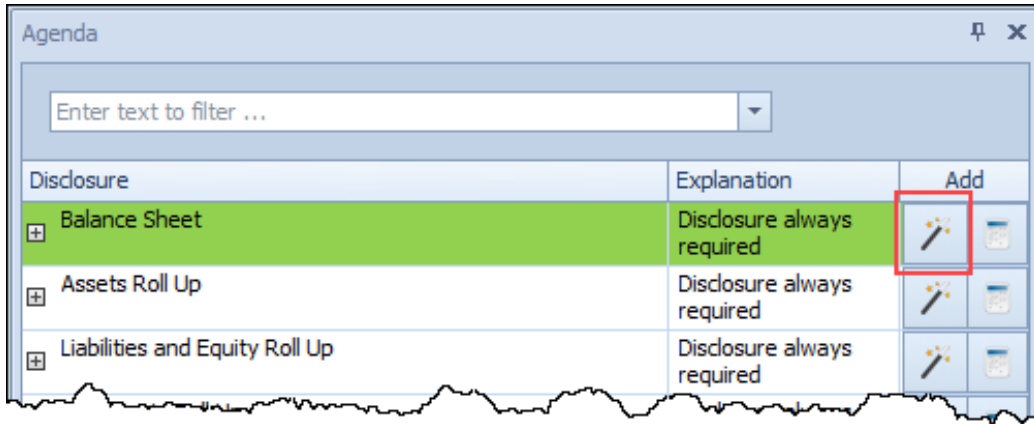 Agenda
Enter text to filter ...
Disclosure Explanation Add
Balance Sheet Disclosure always
required
Assets Roll Up Disclosure always
required
Liabilities and Equity Roll Up Disclosure always
required